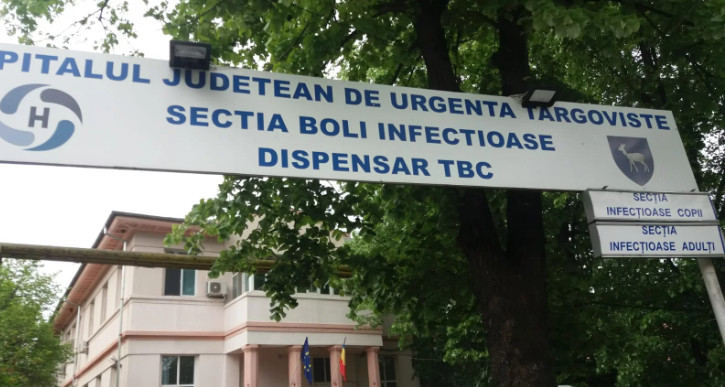 PITALUL JUDETEAN DE URGENTA TARGOVISTE
SECTIA BOLI INFECTIOASE
DISPENSAR TBC
H
SECȚIA
INFECȚIOASE COPII
SECȚIA
INFECȚIOASE ADULȚI